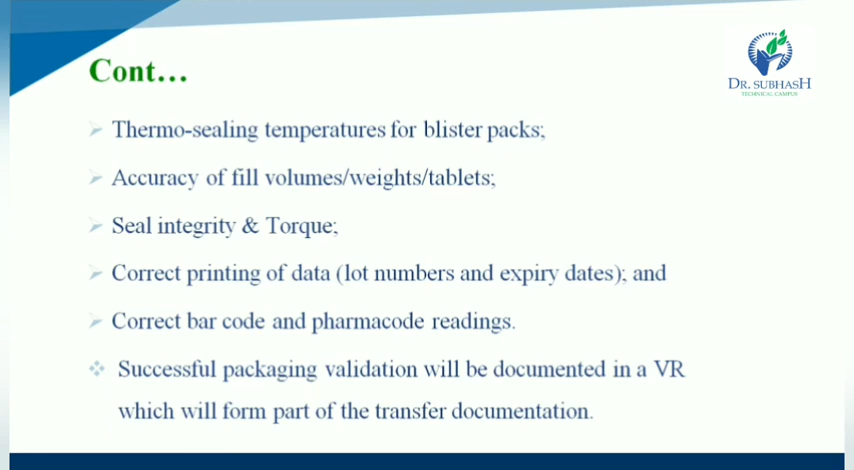 DR. SUBHASH
TECHNICAL CAMPUS
Cont…
Thermo-sealing temperatures for blister packs;
Accuracy of fill volumes/weights/tablets;
Seal integrity & Torque;
Correct printing of data (lot numbers and expiry dates); and
Correct bar code and pharmacode readings.
Successful packaging validation will be documented in a VR
which will form part of the transfer documentation.